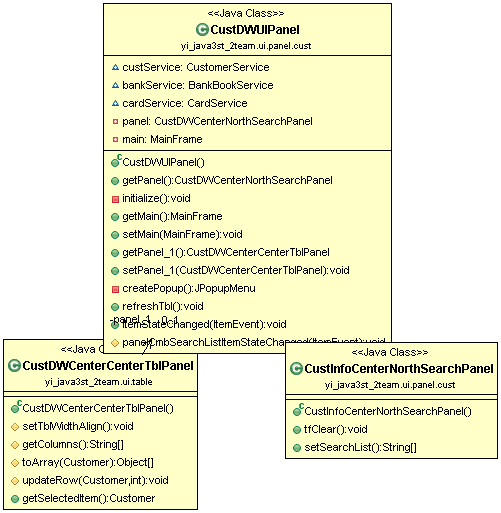 <<Java Class>>
CustDWUIPanel
yi_java3st_2team.ui.panel.cust
custService: CustomerService
bankService: BankBookService
cardService: CardService
panel: CustDWCenterNorthSearchPanel
main: MainFrame
CustDWUIPanel()
getPanel():CustDWCenterNorthSearchPanel
initialize():void
getMain():MainFrame
setMain(MainFrame):void
getPanel_1():CustDWCenterCenterTblPanel
setPanel_1(CustDWCenterCenterTblPanel):void
createPopup():JPopupMenu
refreshTbl():void
-panel_1 0..1
itemStateChanged(ItemEvent):void
panelCmbSearchListItemStateChanged(ItemEvent):void
<<Java
CustDWCenterCenterTblPanel
yi_java3st_2team.ui.table
CustDWCenterCenterTblPanel()
setTblWidthAlign():void
getColumns():String[]
toArray(Customer):Object[]
updateRow(Customer,int):void
getSelectedItem():Customer
<<Java Class>>
CustInfoCenterNorthSearchPanel
yi_java3st_2team.ui.panel.cust
CustInfoCenterNorthSearchPanel()
tfClear():void
setSearchList():String[]